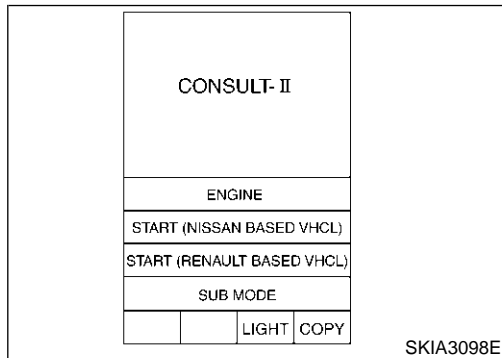 CONSULT- II
ENGINE
START (NISSAN BASED VHCL)
START (RENAULT BASED VHCL)
SUB MODE
LIGHT COPY
SKIA3098E